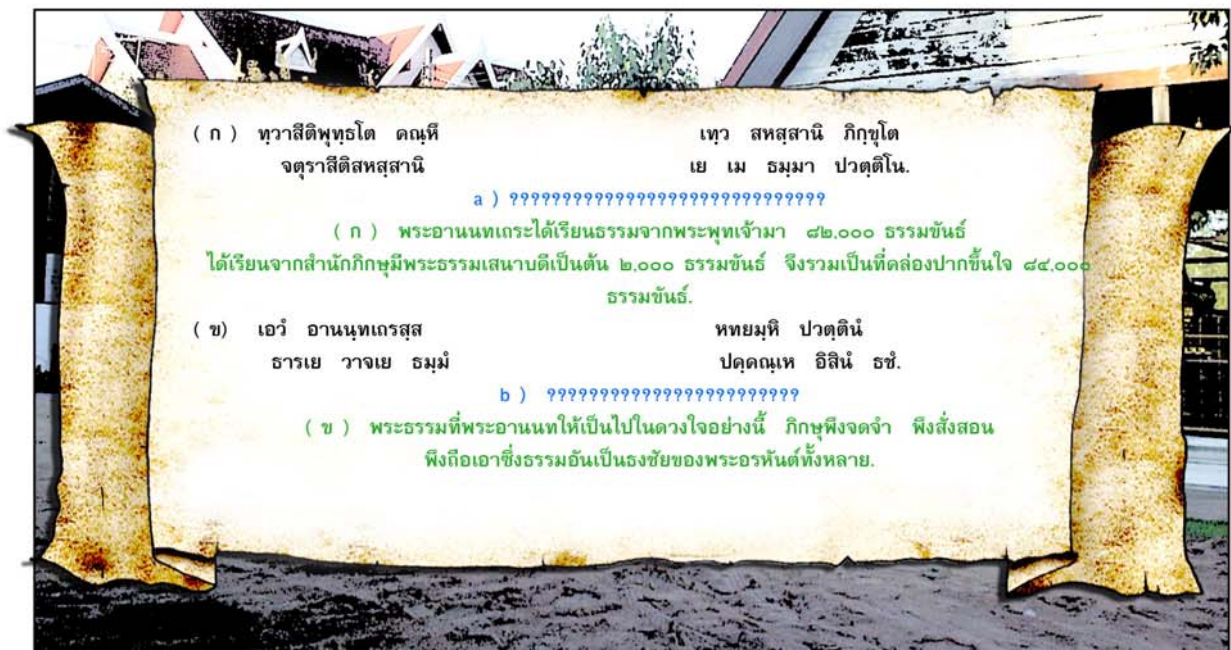 ( ก ) ทฺวาสีติพุทฺธโต คณฺหึ เทฺว สหสฺสานิ ภิกฺขุโต
จตุราสีติสหสฺสานิ เย เม ธมฺมา ปวตฺติโน.
a ) ??????????????????????????????
( ก ) พระอานนทเถระได้เรียนธรรมจากพระพุทเจ้ามา ๘๒,๐๐๐ ธรรมขันธ์
ได้เรียนจากสำนักภิกษุมีพระธรรมเสนาบดีเป็นต้น ๒,๐๐๐ ธรรมขันธ์ จึงรวมเป็นที่คล่องปากขึ้นใจ ๘๔,๐๐๐
ธรรมขันธ์.
( ข) เอวํ อานนฺทเถรสฺส หทยมฺหิ ปวตฺตินํ
ธารเย วาจเย ธมฺมํ ปคฺคณฺเห อิสินํ ธชํ.
b ) ????????????????????????
( ข ) พระธรรมที่พระอานนทให้เป็นไปในดวงใจอย่างนี้ ภิกษุพึงจดจำ พึงสั่งสอน
พึงถือเอาซึ่งธรรมอันเป็นธงชัยของพระอรหันต์ทั้งหลาย.